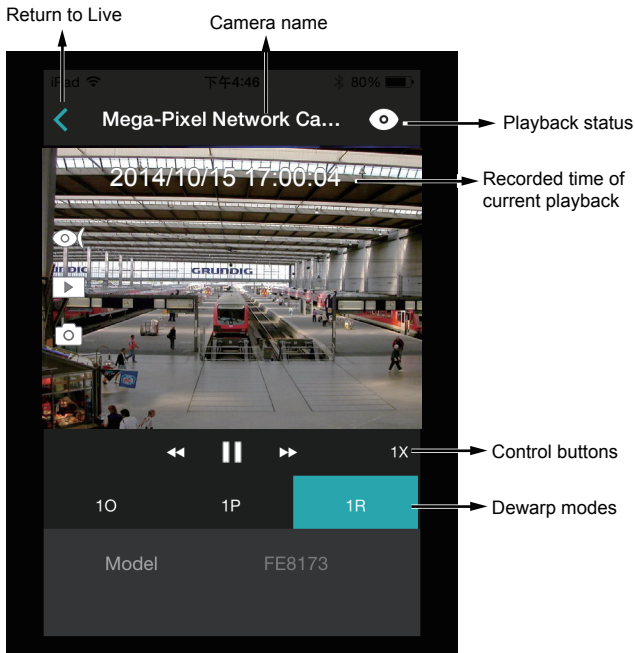 Return to Live
Camera name
iPad 下午4:46 80%
Mega-Pixel Network Ca...
Playback status
2014/10/15 17:00:04
Recorded time of
current playback
GRUNDIG
1X
Control buttons
1O 1P 1R
Dewarp modes
Model FE8173